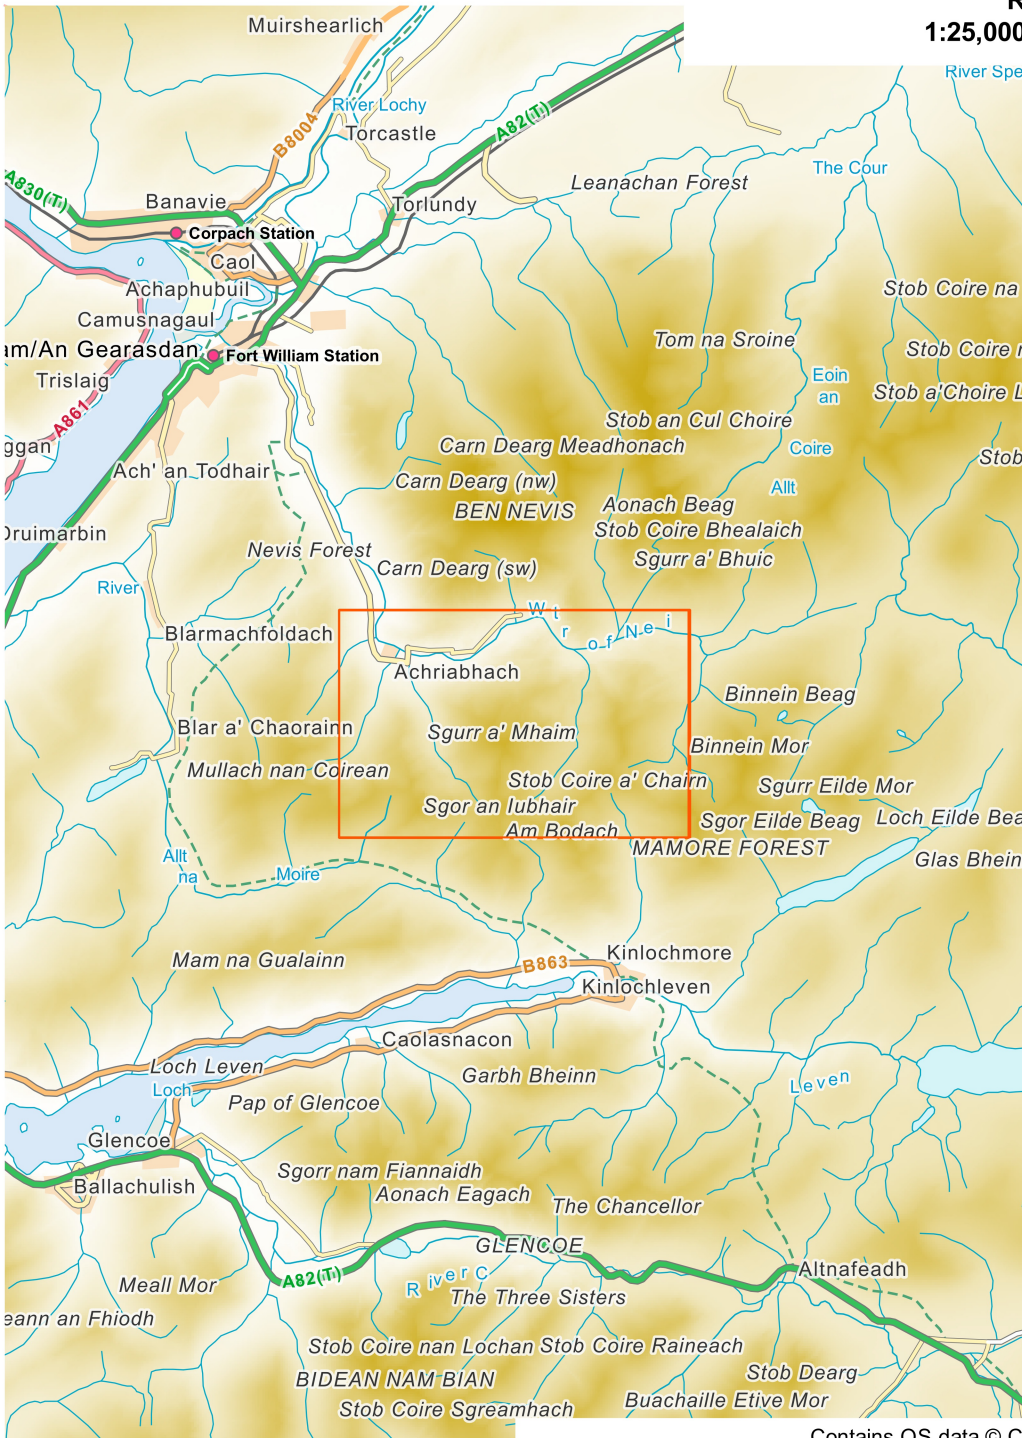 R
1:25,000
Muirshearlich
River Spe
River Lochy
B8004
Torcastle
A82(T)
The Cour
Leanachan Forest
A830(T)
Banavie
Torlundy
Corpach Station
Caol
Achaphubuil
Stob Coire na
Camusnagaul
Tom na Sroine
am/An Gearasdan
Fort William Station
Stob Coire
Trislaig
Eoin
an
Stob a'Choire L
A861
Stob an Cul Choire
ggan
Carn Dearg Meadhonach
Coire
Stob
Ach' an Todhair
Carn Dearg (nw)
Allt
BEN NEVIS
Aonach Beag
Stob Coire Bhealaich
Druimarbin
Nevis Forest
Sgurr a' Bhuic
Carn Dearg (sw)
River
Wtr of Nei
Blarmachfoldach
Achriabhach
Binnein Beag
Blar a' Chaorainn
Sgurr a' Mhaim
Binnein Mor
Mullach nan Coirean
Stob Coire a' Chairn
Sgurr Eilde Mor
Sgor an Iubhair
Sgor Eilde Beag
Loch Eilde Bea
Am Bodach
MAMORE FOREST
Allt
na
Moire
Glas Bhein
Mam na Gualainn
B863
Kinlochmore
Kinlochleven
Caolasnacon
Loch Leven
Loch
Garbh Bheinn
Leven
Pap of Glencoe
Glencoe
Sgorr nam Fiannaidh
Ballachulish
Aonach Eagach
The Chancellor
GLENCOE
A82(T)
River C
Altnafeadh
Meall Mor
The Three Sisters
eann an Fhiodh
Stob Coire nan Lochan
Stob Coire Raineach
BIDEAN NAM BIAN
Stob Dearg
Stob Coire Sgreamhach
Buachaille Etive Mor
Contains OS data © C